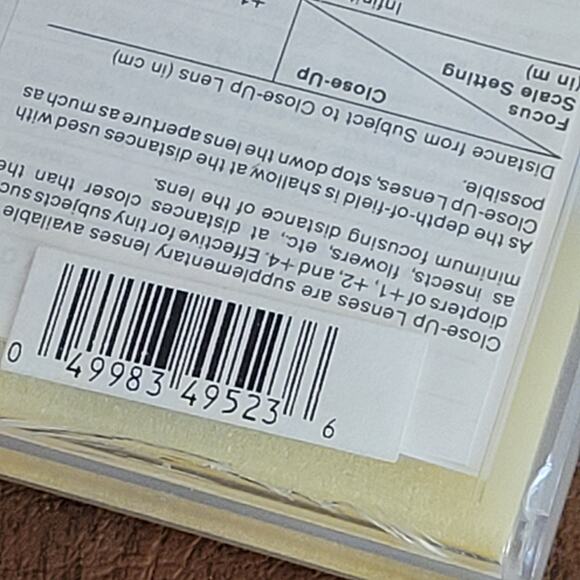 Close-Up Lenses are supplementary lenses available
diopters of +1, +2, and +4. Effective for tiny subjects suc
as insects, flowers, etc, at distances closer than the
minimum focusing distance of the lens.
As the depth-of-field is shallow at the distances used with
Close-Up Lenses, stop down the lens aperture as much as
possible.
Distance from Subject to Close-Up Lens (in cm)
Close-Up
Focus
Scale Setting
(in m)
+1
Infini
0 49983 49523 6